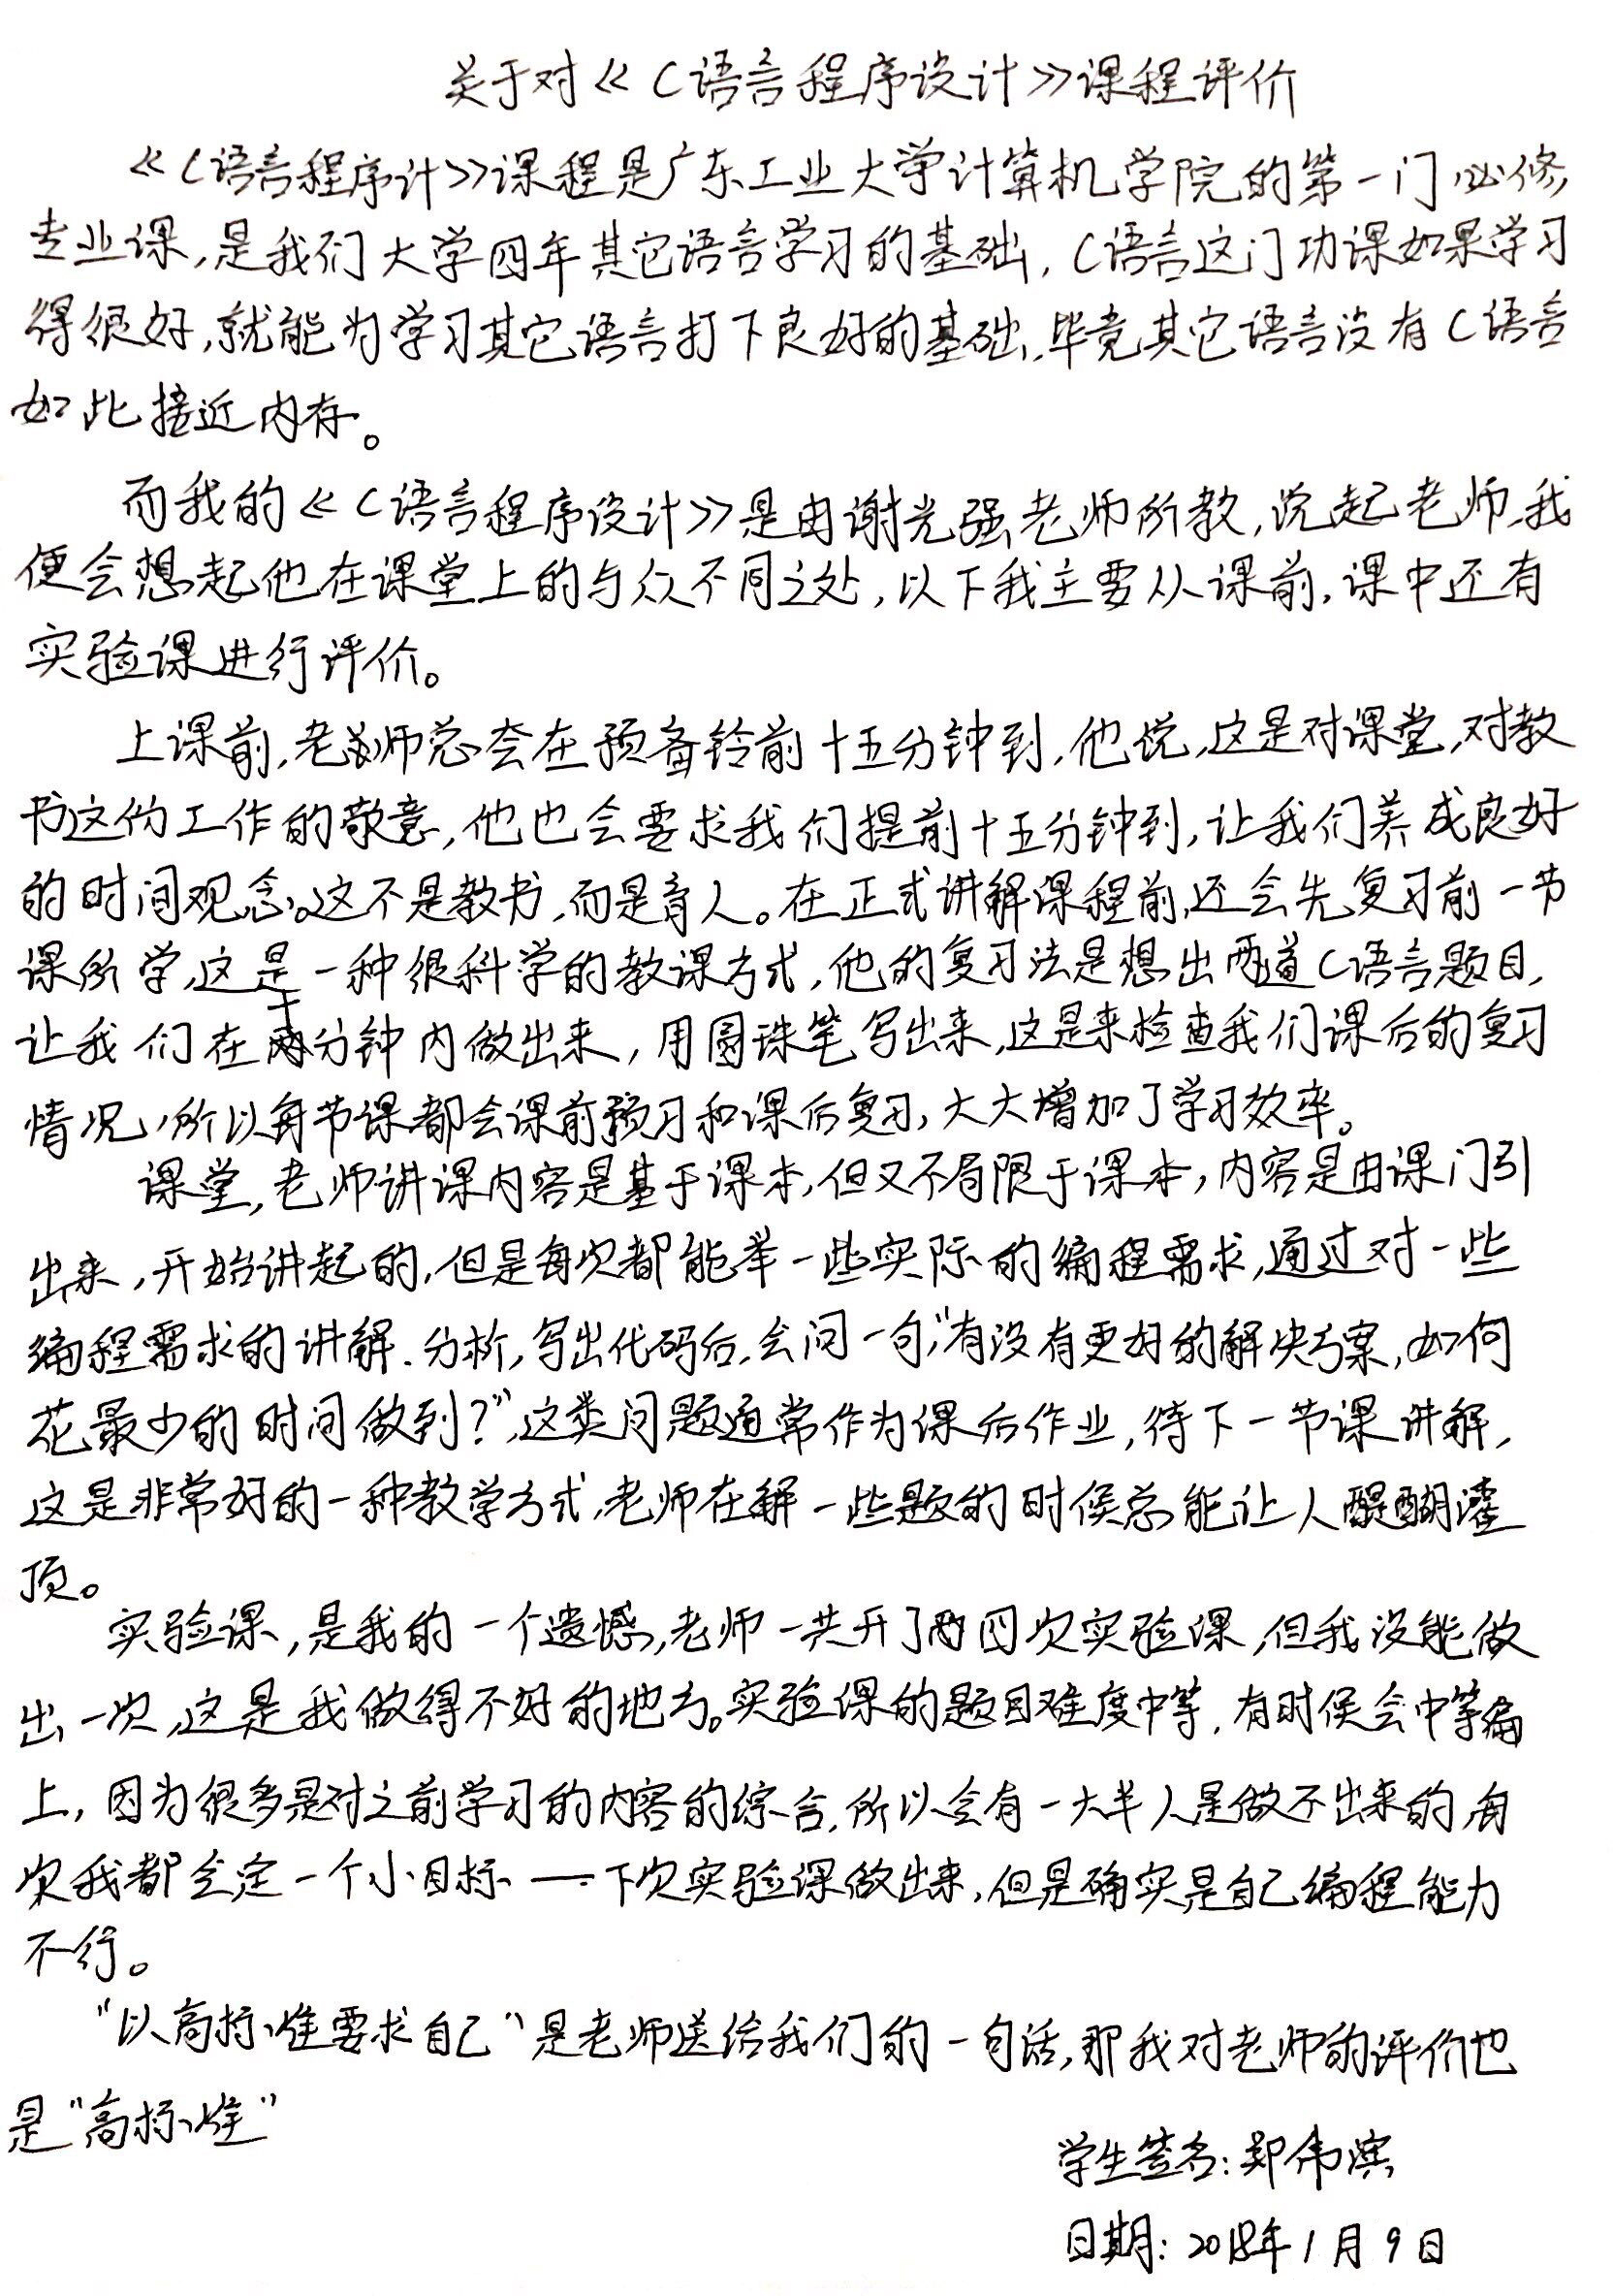 关于对《C语言程序设计》课程评价
《C语言程序计》课程是广东工业大学计算机学院的第一门必修
专业课,是我们大学四年其它语言学习的基础,C语言这门功课如果学习
得很好,就能为学习其它语言打下良好的基础,毕竟其它语言没有C语言
如此接近内存。
而我的《C语言程序设计》是由谢光强老师所教,说起老师,我
便会想起他在课堂上的与众不同之处,以下我主要从课前,课中还有
实验课进行评价。
上课前,老师总会在预备铃前十五分钟到,他说,这是对课堂,对教
书这份工作的敬意,他也会要求我们提前十五分钟到,让我们养成良好
的时间观念。这不是教书,而是育人。在正式讲解课程前,还会先复习前一节
课所学,这是一种很科学的教课方式,他的复习法是想出两道C语言题目,
让我们在十分钟内做出来,用圆珠笔写出来,这是来检查我们课后的复习
情况,所以每节课都会课前预习和课后复习,大大增加了学习效率。
课堂,老师讲课内容是基于课本,但又不局限于课本,内容是由课门引
出来,开始讲起的,但是每次都能举一些实际的编程需求,通过对一些
编程需求的讲解.分析,写出代码后,会问一句,“有没有更好的解决方案,如何
花最少的时间做到?”,这类问题通常作为课后作业,待下一节课讲解,
这是非常好的一种教学方式,老师在解一些题的时候总能让人醍醐灌
顶。
实验课,是我的一个遗憾,老师一共开了四次实验课,但我没能做
出一次,这是我做得不好的地方。实验课的题目难度中等,有时候会中等偏
上,因为很多是对之前学习的内容的综合,所以会有一大半人是做不出来的,每
次我都会定一个小目标——下次实验课做出来,但是确实是自己编程能力
不行。
“以高标准要求自己”是老师送给我们的一句话,那我对老师的评价也
是“高标准”
学生签名:郑伟滨
日期:2018年1月9日